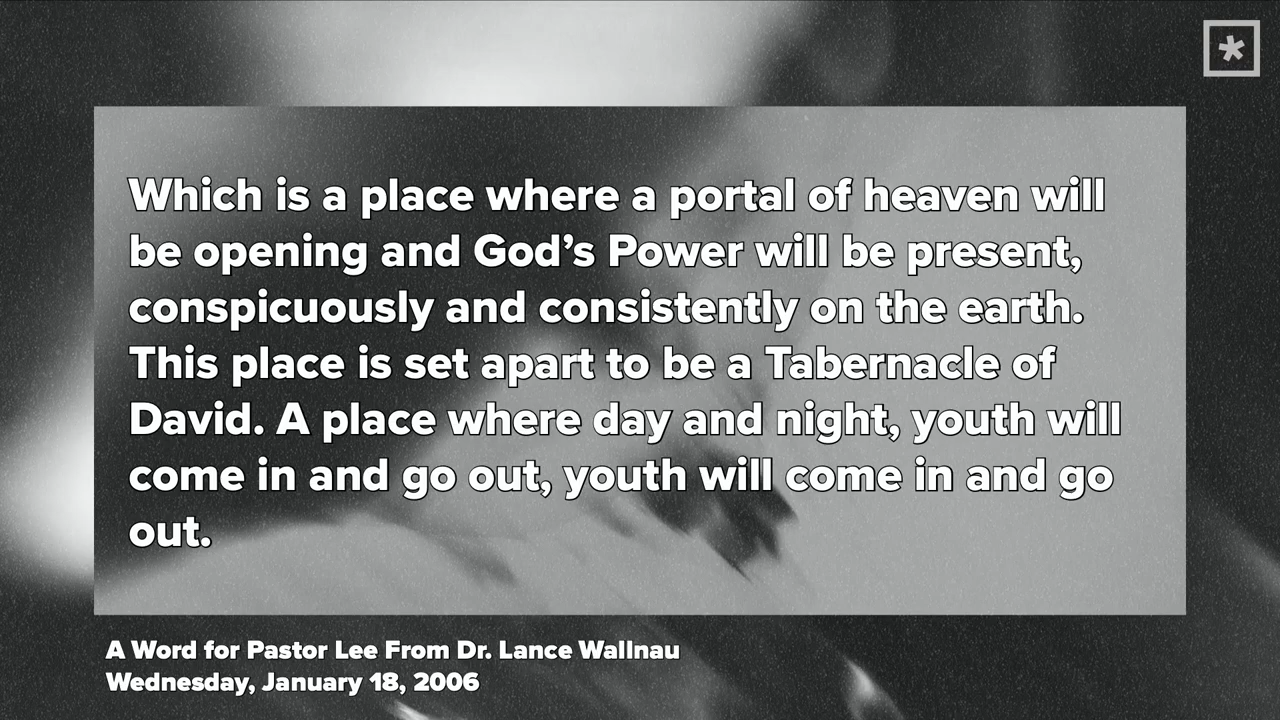 Which is a place where a portal of heaven will
be opening and God’s Power will be present,
conspicuously and consistently on the earth.
This place is set apart to be a Tabernacle of
David. A place where day and night, youth will
come in and go out, youth will come in and go
out.
A Word for Pastor Lee From Dr. Lance Wallnau
Wednesday, January 18, 2006